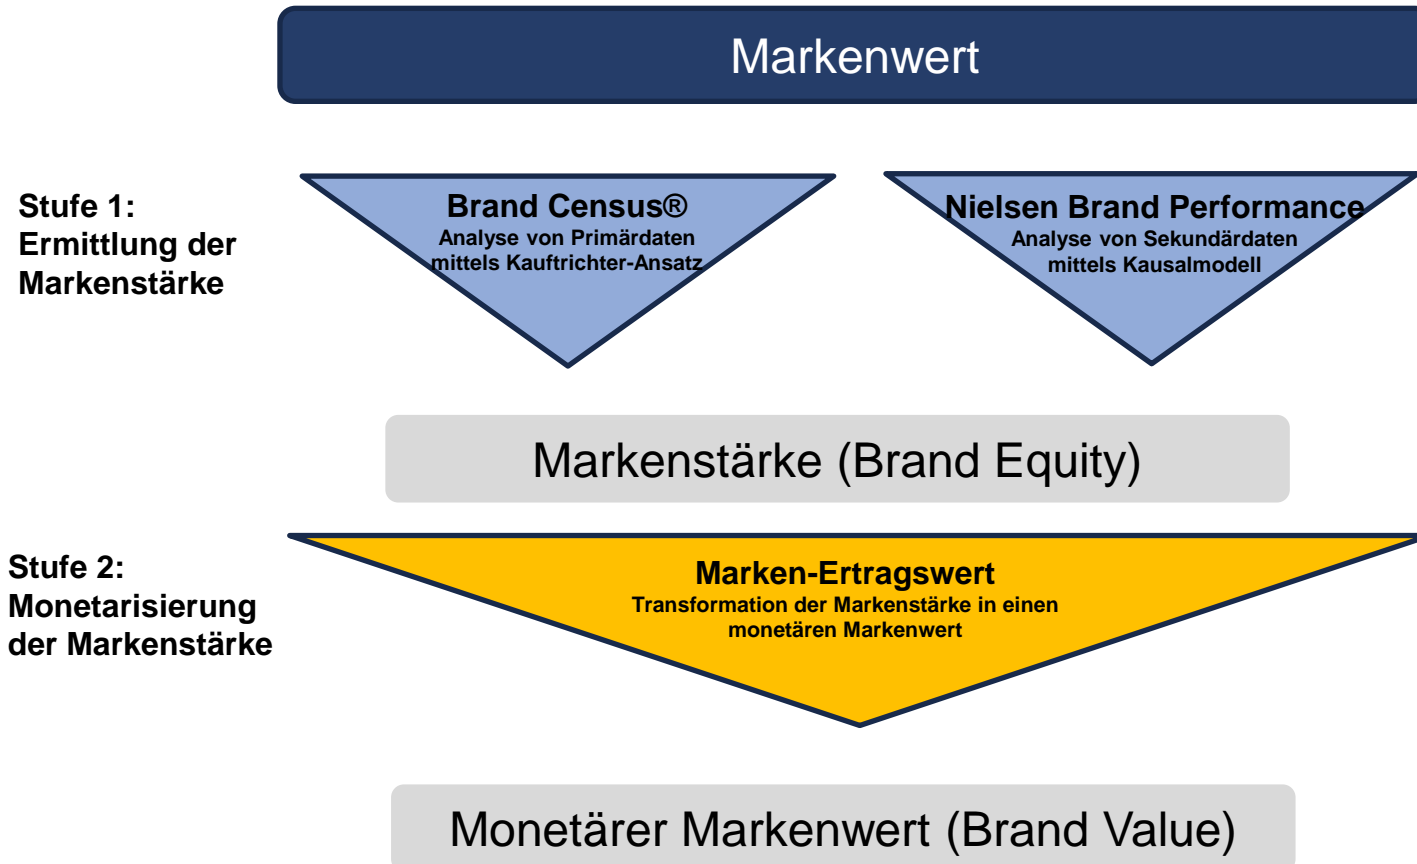 Markenwert
Stufe 1:
Ermittlung der
Markenstärke
Brand Census®
Analyse von Primärdaten
mittels Kauftrichter-Ansatz
Nielsen Brand Performance
Analyse von Sekundärdaten
mittels Kausalmodell
Markenstärke (Brand Equity)
Stufe 2:
Monetarisierung
der Markenstärke
Marken-Ertragswert
Transformation der Markenstärke in einen
monetären Markenwert
Monetärer Markenwert (Brand Value)